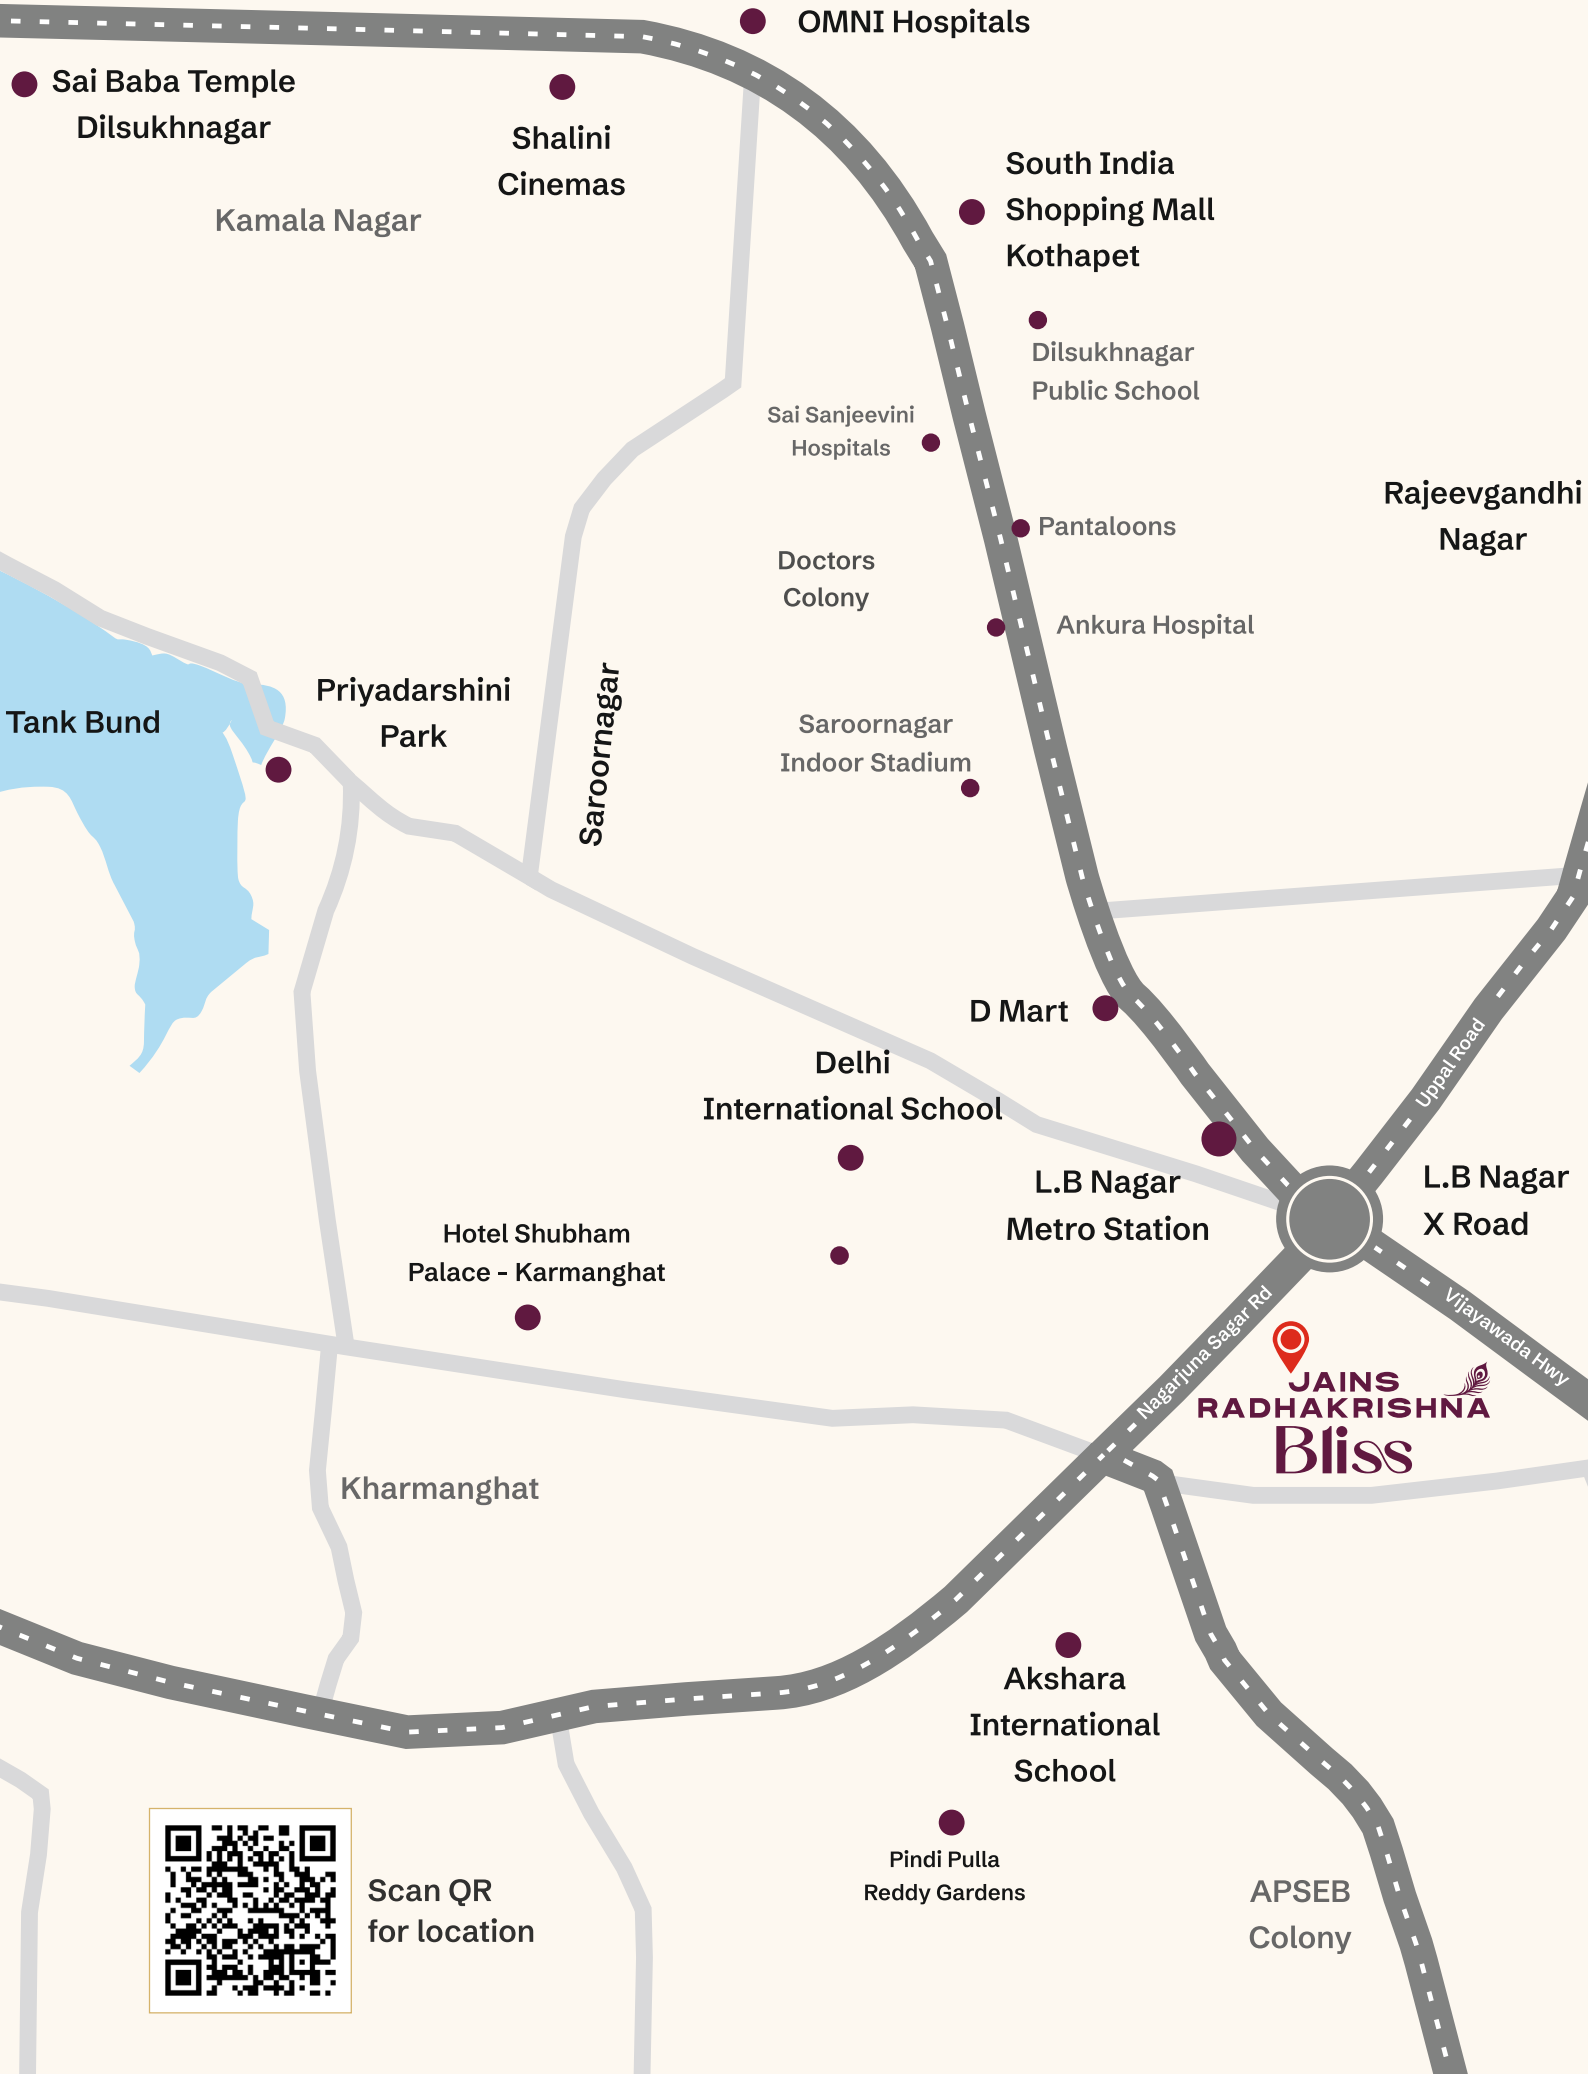 OMNI Hospitals
Sai Baba Temple
Dilsukhnagar
Shalini
Cinemas
South India
Shopping Mall
Kothapet
Kamala Nagar
Dilsukhnagar
Public School
Sai Sanjeevini
Hospitals
Rajeevgandhi
Nagar
Pantaloons
Doctors
Colony
Ankura Hospital
Priyadarshini
Park
Tank Bund
Saroornagar
Saroornagar
Indoor Stadium
D Mart
Delhi
International School
Uppal Road
L.B Nagar
Metro Station
L.B Nagar
X Road
Hotel Shubham
Palace - Karmanghat
Nagarjuna Sagar Rd
Vijayawada Hwy
JAINS
RADHAKRISHNA
Bliss
Kharmanghat
Akshara
International
School
Pindi Pulla
Reddy Gardens
Scan QR
for location
APSEB
Colony